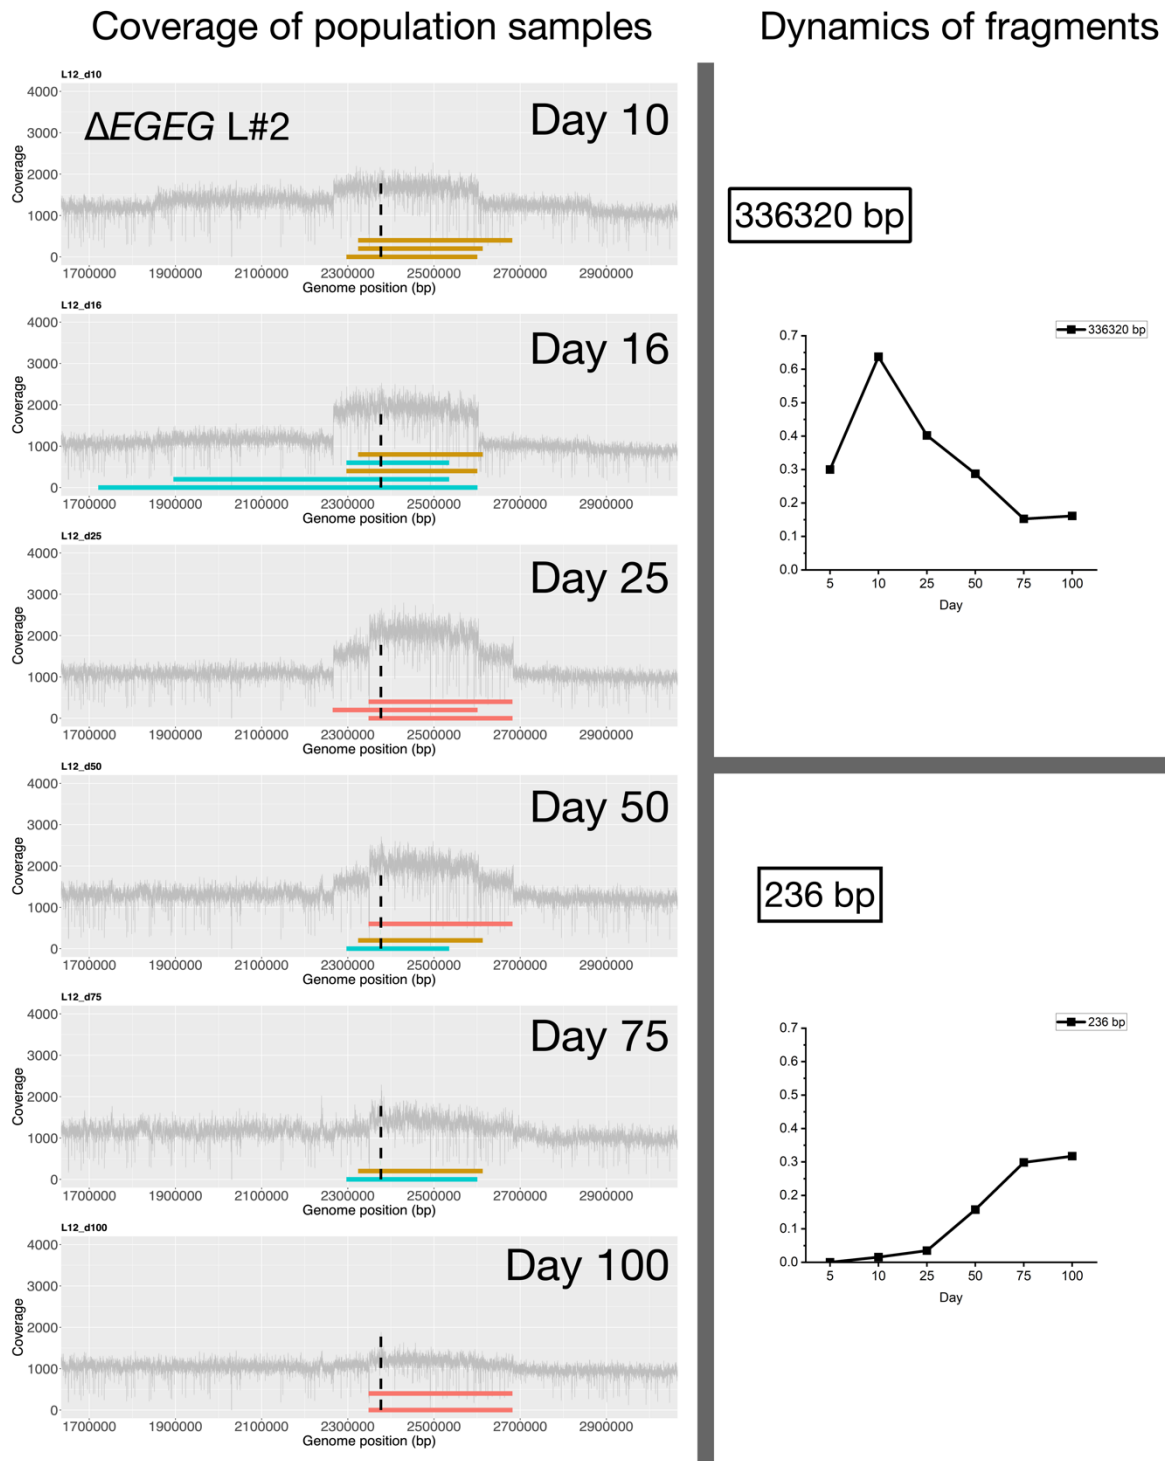 Coverage of population samples
Dynamics of fragments
L12_d10
ΔEGEG L#2
Day 10
Coverage
4000
3000
2000
1000
0
1700000 1900000 2100000 2300000 2500000 2700000 2900000
Genome position (bp)
L12_d16
Day 16
Coverage
4000
3000
2000
1000
0
1700000 1900000 2100000 2300000 2500000 2700000 2900000
Genome position (bp)
L12_d25
Day 25
Coverage
4000
3000
2000
1000
0
1700000 1900000 2100000 2300000 2500000 2700000 2900000
Genome position (bp)
L12_d50
Day 50
Coverage
4000
3000
2000
1000
0
1700000 1900000 2100000 2300000 2500000 2700000 2900000
Genome position (bp)
L12_d75
Day 75
Coverage
4000
3000
2000
1000
0
1700000 1900000 2100000 2300000 2500000 2700000 2900000
Genome position (bp)
L12_d100
Day 100
Coverage
4000
3000
2000
1000
0
1700000 1900000 2100000 2300000 2500000 2700000 2900000
Genome position (bp)
336320 bp
336320 bp
0.7
0.6
0.5
0.4
0.3
0.2
0.1
0.0
5 10 25 50 75 100
Day
236 bp
236 bp
0.7
0.6
0.5
0.4
0.3
0.2
0.1
0.0
5 10 25 50 75 100
Day